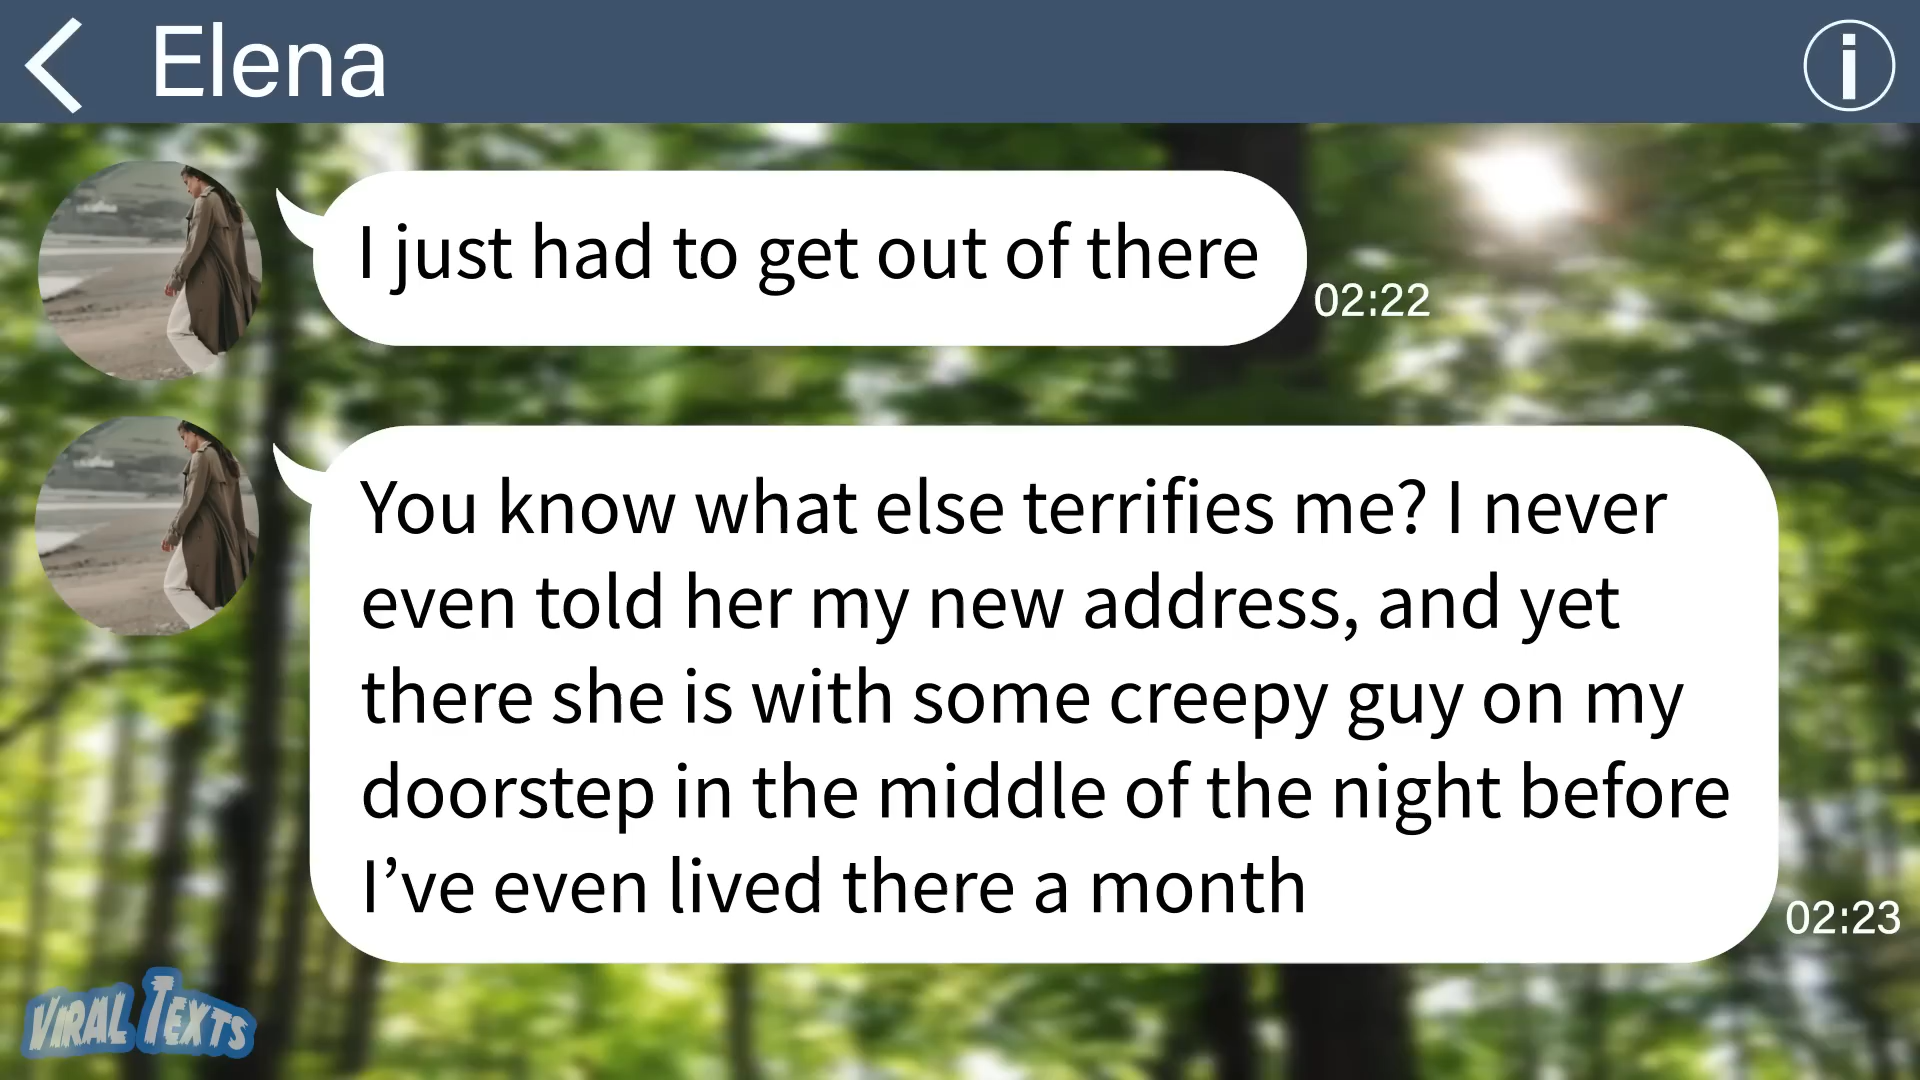 Elena
i
I just had to get out of there
02:22
You know what else terrifies me? I never
even told her my new address, and yet
there she is with some creepy guy on my
doorstep in the middle of the night before
I’ve even lived there a month
02:23
VIRAL TEXTS